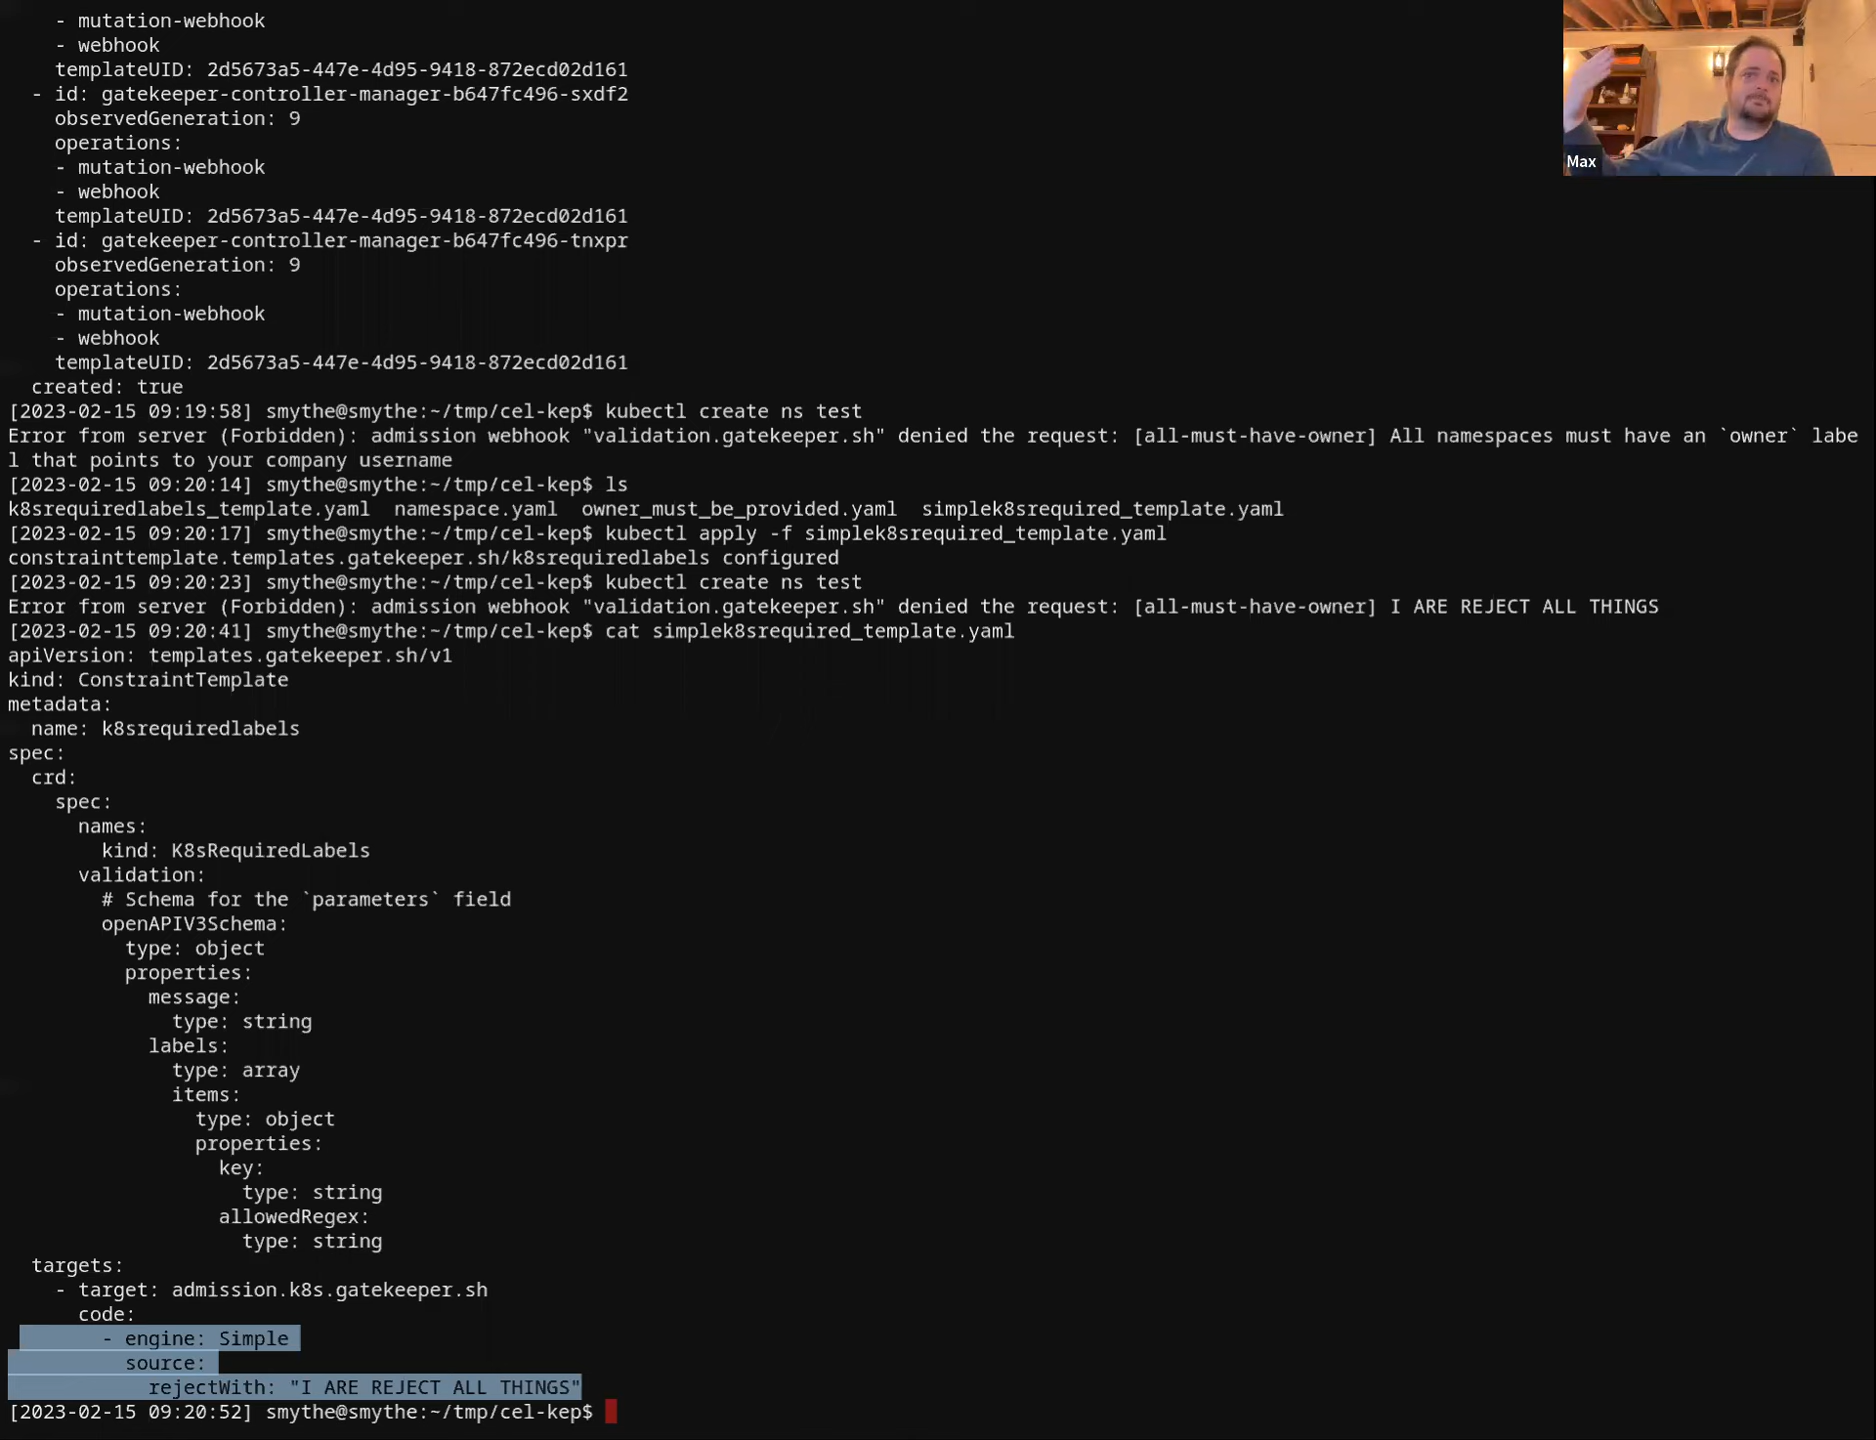 - mutation-webhook
    - webhook
    templateUID: 2d5673a5-447e-4d95-9418-872ecd02d161
  - id: gatekeeper-controller-manager-b647fc496-sxdf2
    observedGeneration: 9
    operations:
    - mutation-webhook
    - webhook
    templateUID: 2d5673a5-447e-4d95-9418-872ecd02d161
  - id: gatekeeper-controller-manager-b647fc496-tnxpr
    observedGeneration: 9
    operations:
    - mutation-webhook
    - webhook
    templateUID: 2d5673a5-447e-4d95-9418-872ecd02d161
  created: true
[2023-02-15 09:19:58] smythe@smythe:~/tmp/cel-kep$ kubectl create ns test
Error from server (Forbidden): admission webhook "validation.gatekeeper.sh" denied the request: [all-must-have-owner] All namespaces must have an `owner` labe
l that points to your company username
[2023-02-15 09:20:14] smythe@smythe:~/tmp/cel-kep$ ls
k8srequiredlabels_template.yaml  namespace.yaml  owner_must_be_provided.yaml  simplek8srequired_template.yaml
[2023-02-15 09:20:17] smythe@smythe:~/tmp/cel-kep$ kubectl apply -f simplek8srequired_template.yaml
constrainttemplate.templates.gatekeeper.sh/k8srequiredlabels configured
[2023-02-15 09:20:23] smythe@smythe:~/tmp/cel-kep$ kubectl create ns test
Error from server (Forbidden): admission webhook "validation.gatekeeper.sh" denied the request: [all-must-have-owner] I ARE REJECT ALL THINGS
[2023-02-15 09:20:41] smythe@smythe:~/tmp/cel-kep$ cat simplek8srequired_template.yaml
apiVersion: templates.gatekeeper.sh/v1
kind: ConstraintTemplate
metadata:
  name: k8srequiredlabels
spec:
  crd:
    spec:
      names:
        kind: K8sRequiredLabels
      validation:
        # Schema for the `parameters` field
        openAPIV3Schema:
          type: object
          properties:
            message:
              type: string
            labels:
              type: array
              items:
                type: object
                properties:
                  key:
                    type: string
                  allowedRegex:
                    type: string
  targets:
    - target: admission.k8s.gatekeeper.sh
      code:
        - engine: Simple
          source:
            rejectWith: "I ARE REJECT ALL THINGS"
[2023-02-15 09:20:52] smythe@smythe:~/tmp/cel-kep$
Max